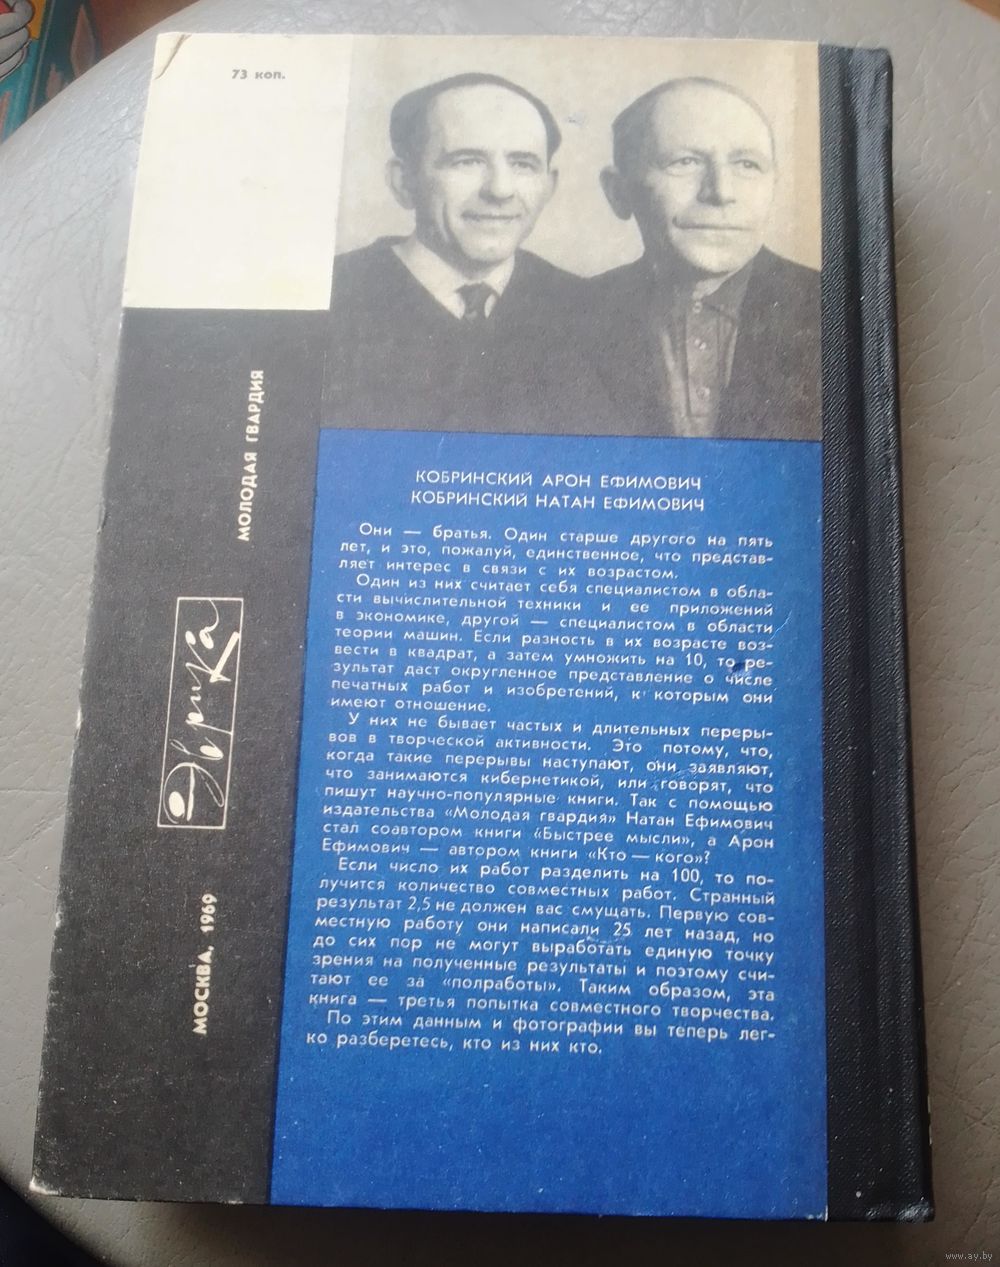 73 коп.
КОБРИНСКИЙ АРОН ЕФИМОВИЧ
КОБРИНСКИЙ НАТАН ЕФИМОВИЧ
Они — братья. Один старше другого на пять
лет, и это, пожалуй, единственное, что представ-
ляет интерес в связи с их возрастом.
Один из них считает себя специалистом в обла-
сти вычислительной техники и ее приложений
в экономике, другой — специалистом в области
теории машин. Если разность в их возрасте воз-
вести в квадрат, а затем умножить на 10, то ре-
зультат даст округленное представление о числе
печатных работ и изобретений, к которым они
имеют отношение.
У них не бывает частых и длительных переры-
вов в творческой активности. Это потому, что,
когда такие перерывы наступают, они заявляют,
что занимаются кибернетикой, или говорят, что
пишут научно-популярные книги. Так с помощью
издательства «Молодая гвардия» Натан Ефимович
стал соавтором книги «Быстрее мысли», а Арон
Ефимович — автором книги «Кто — кого»?
Если число их работ разделить на 100, то по-
лучится количество совместных работ. Странный
результат 2,5 не должен вас смущать. Первую сов-
местную работу они написали 25 лет назад, но
до сих пор не могут выработать единую точку
зрения на полученные результаты и поэтому счи-
тают ее за «полработы». Таким образом, эта
книга — третья попытка совместного творчества.
По этим данным и фотографии вы теперь лег-
ко разберетесь, кто из них кто.
МОЛОДАЯ ГВАРДИЯ
Эврика
МОСКВА, 1969
www.ay.by